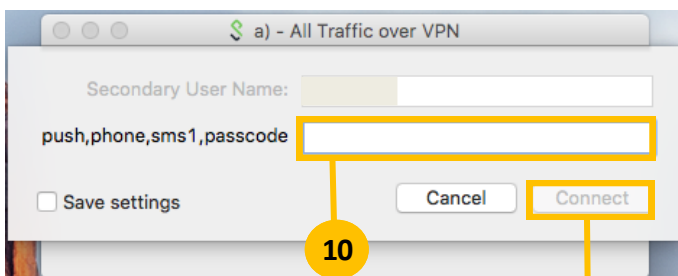 a) - All Traffic over VPN
Secondary User Name:
push,phone,sms1,passcode
Save settings
Cancel
Connect
10